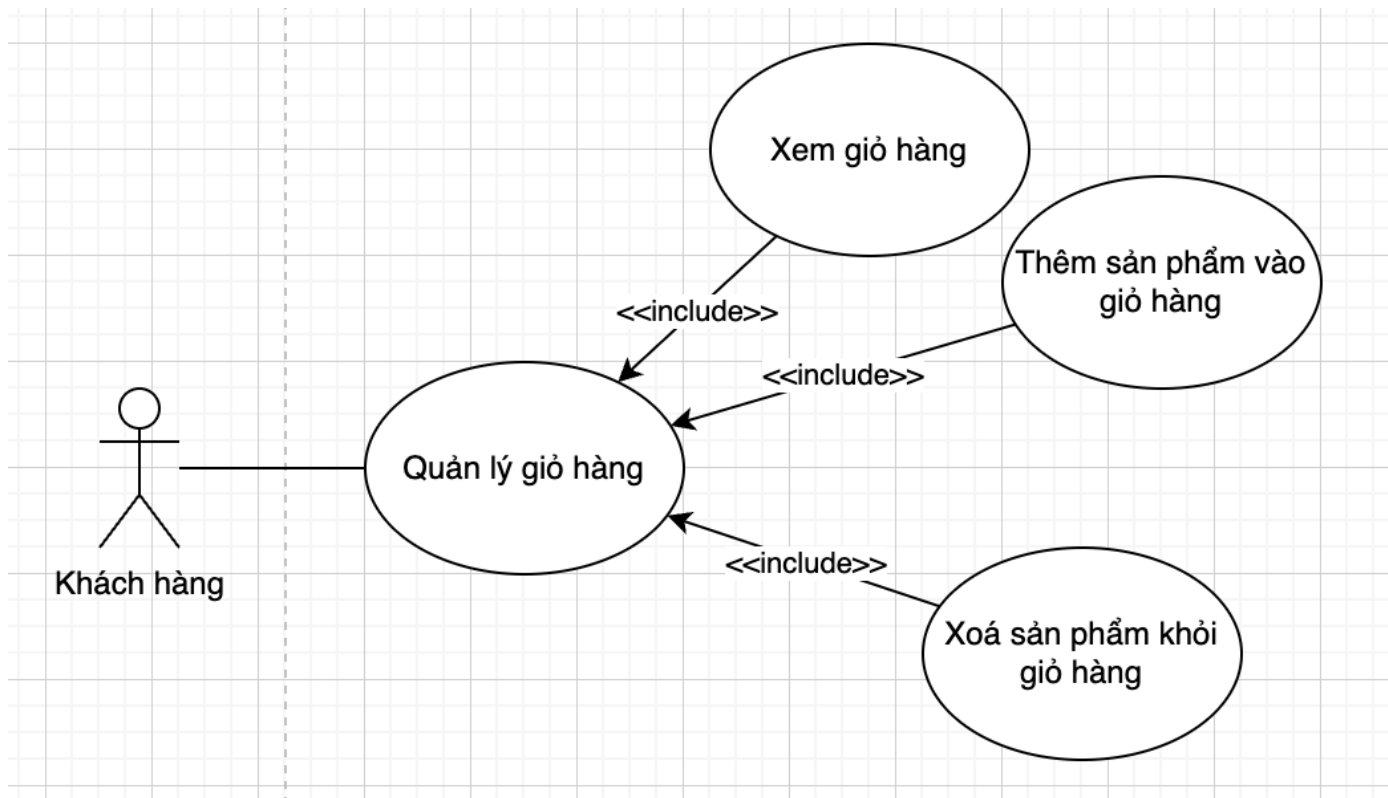 Xem giỏ hàng
Thêm sản phẩm vào
giỏ hàng
<<include>>
<<include>>
Quản lý giỏ hàng
<<include>>
Khách hàng
Xoá sản phẩm khỏi
giỏ hàng